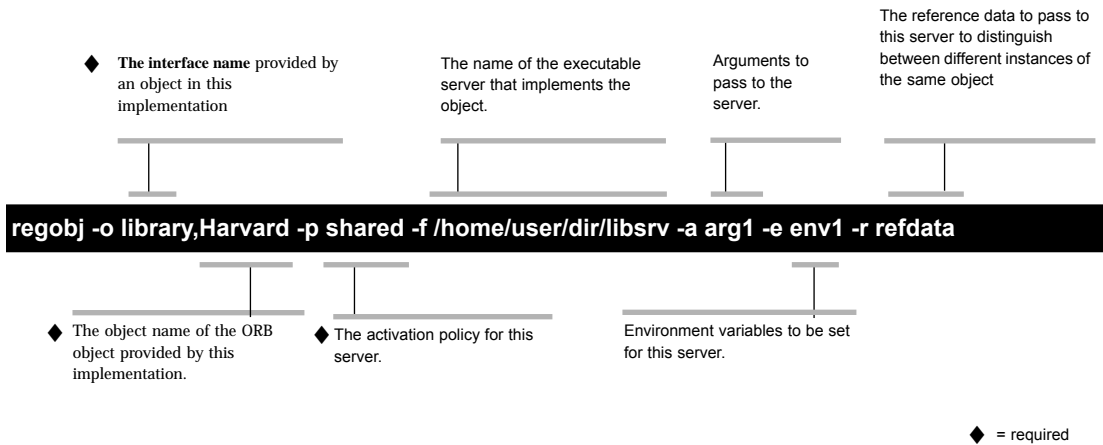 The reference data to pass to
this server to distinguish
between different instances of
the same object
◆ The interface name provided by
an object in this
implementation
The name of the executable
server that implements the
object.
Arguments to
pass to the
server.
regobj -o library,Harvard -p shared -f /home/user/dir/libsrv -a arg1 -e env1 -r refdata
◆ The object name of the ORB
object provided by this
implementation.
◆ The activation policy for this
server.
Environment variables to be set
for this server.
◆ = required